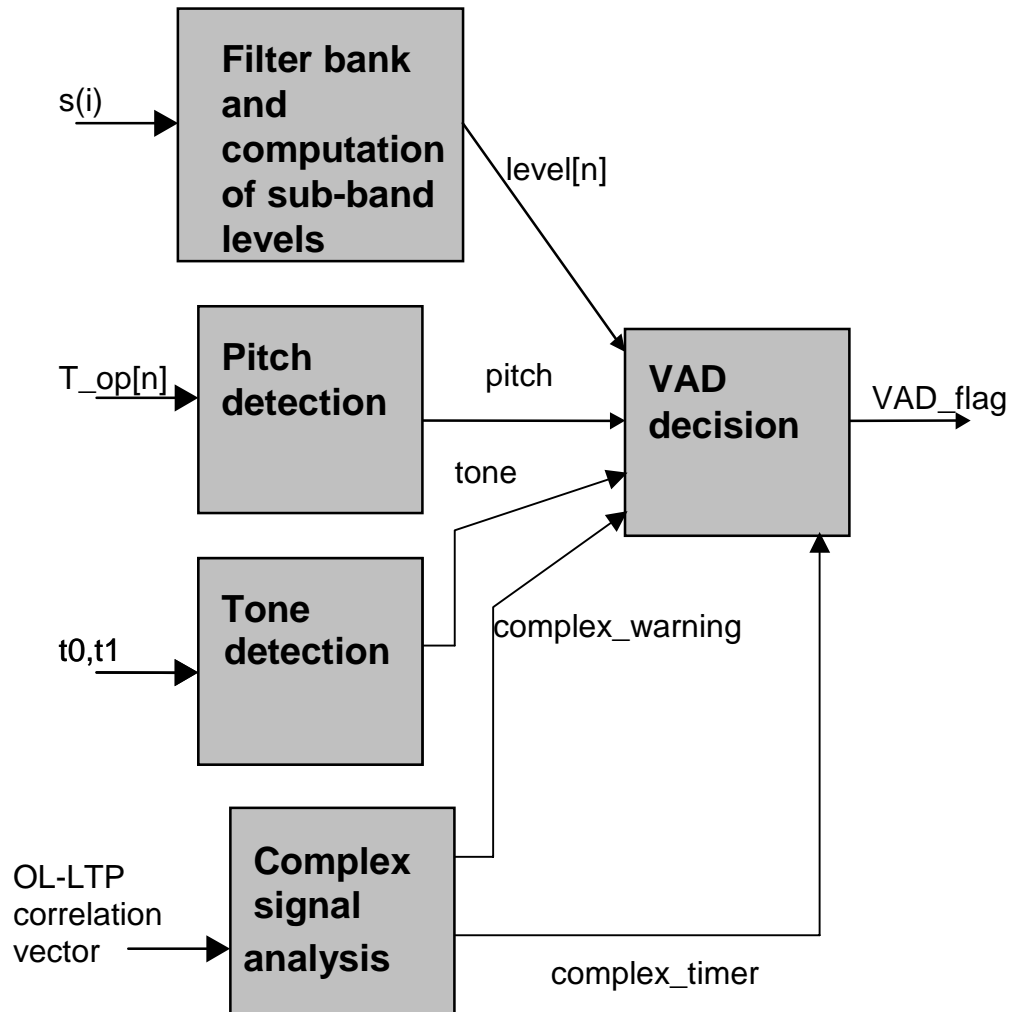 Filter bank
and
computation
of sub-band
levels
s(i)
level[n]
Pitch
detection
T_op[n]
pitch
VAD
decision
VAD_flag
tone
Tone
detection
t0,t1
complex_warning
Complex
signal
analysis
OL-LTP
correlation
vector
complex_timer